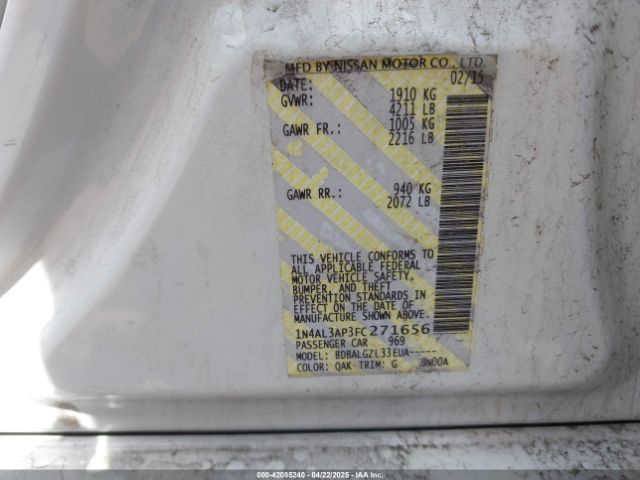 MFD BY NISSAN MOTOR CO., LTD.
DATE: 02/15
GVWR: 1910 KG
4211 LB
GAWR FR.: 1005 KG
2216 LB
GAWR RR.: 940 KG
2072 LB
THIS VEHICLE CONFORMS TO
ALL APPLICABLE FEDERAL
MOTOR VEHICLE SAFETY,
BUMPER, AND THEFT
PREVENTION STANDARDS IN
EFFECT ON THE DATE OF
MANUFACTURE SHOWN ABOVE.
1N4AL3AP3FC271656
PASSENGER CAR 969
MODEL: BDBALGZL33EUA-----
COLOR: QAK TRIM: G
000-42085240 - 04/22/2025 - IAA Inc.